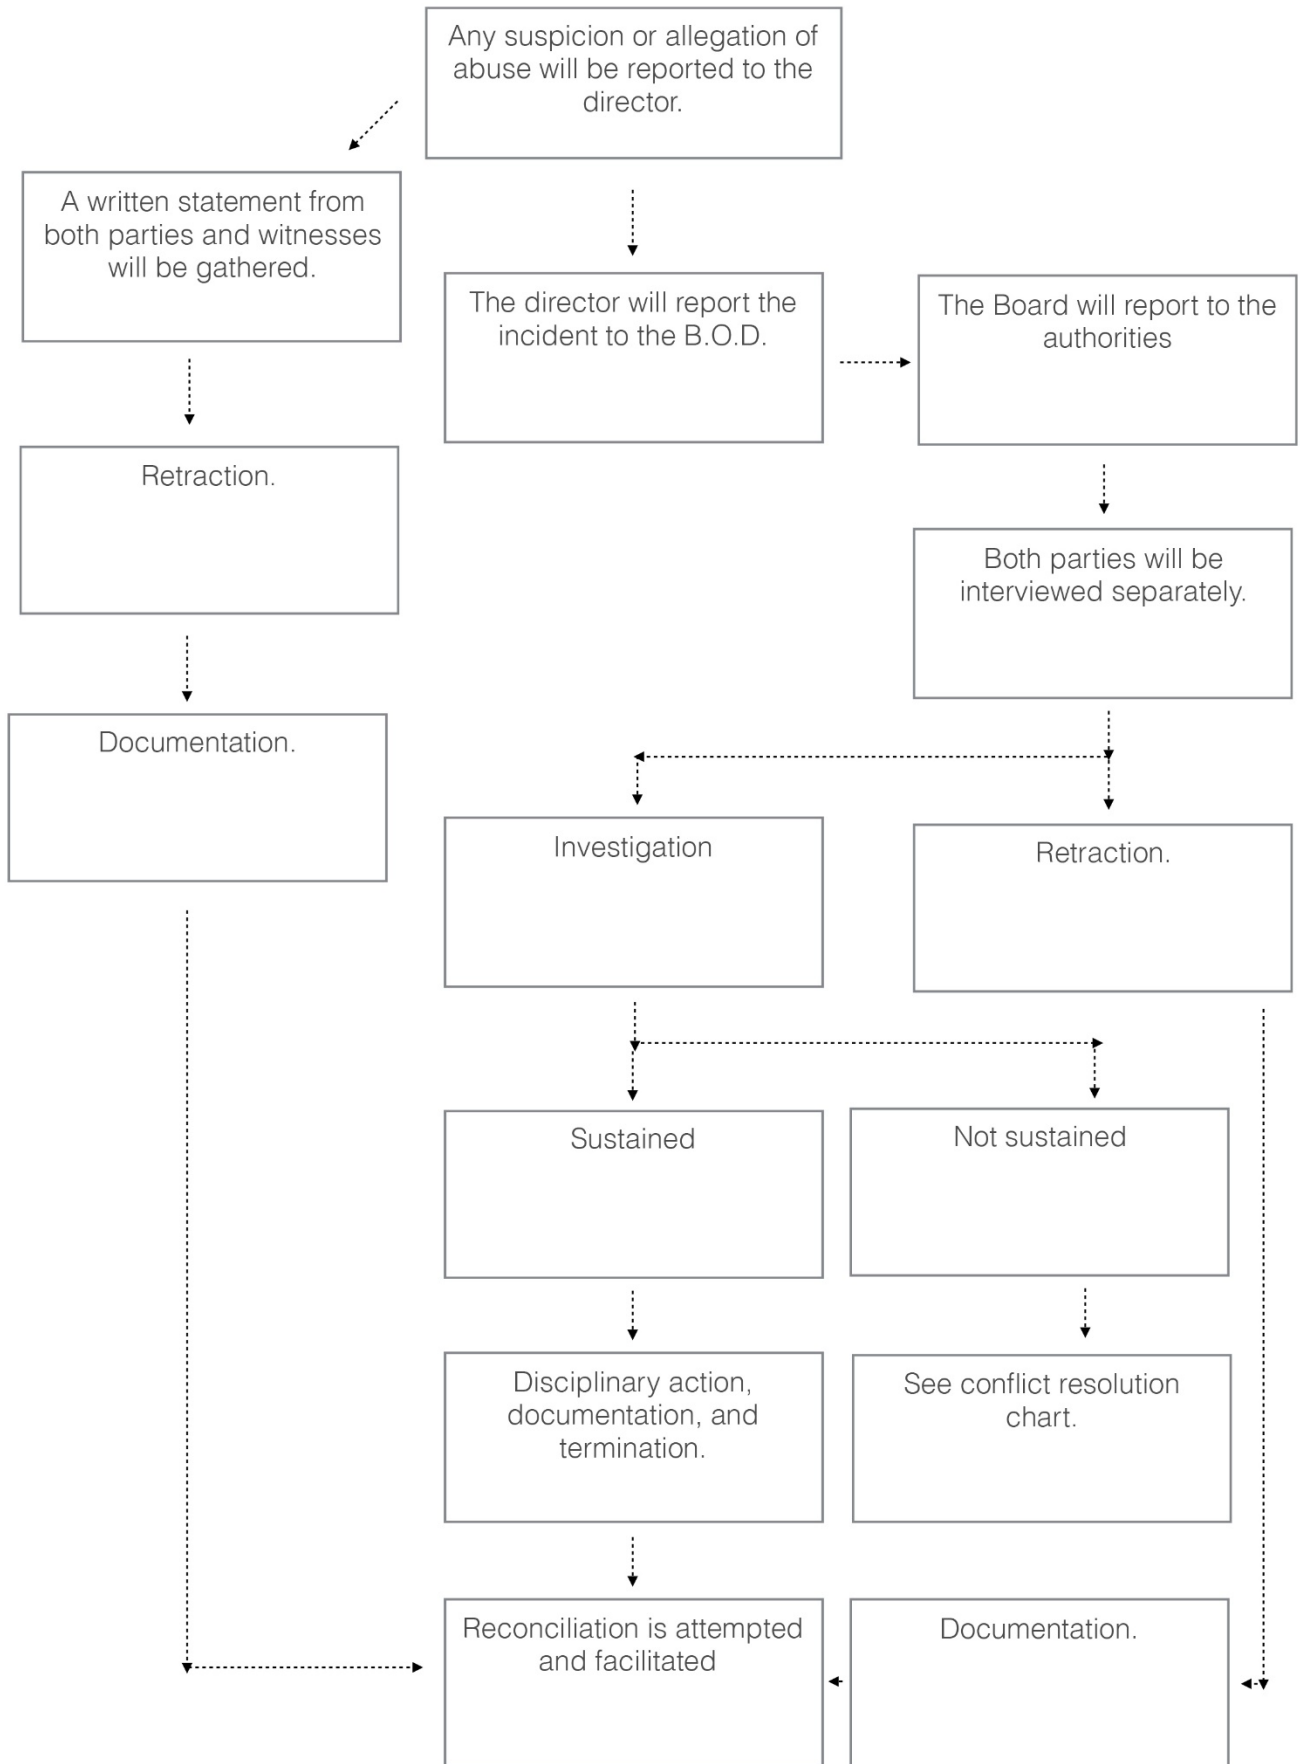 Any suspicion or allegation of
abuse will be reported to the
director.
A written statement from
both parties and witnesses
will be gathered.
The director will report the
incident to the B.O.D.
The Board will report to the
authorities
Retraction.
Both parties will be
interviewed separately.
Documentation.
Investigation
Retraction.
Sustained
Not sustained
Disciplinary action,
documentation, and
termination.
See conflict resolution
chart.
Reconciliation is attempted
and facilitated
Documentation.